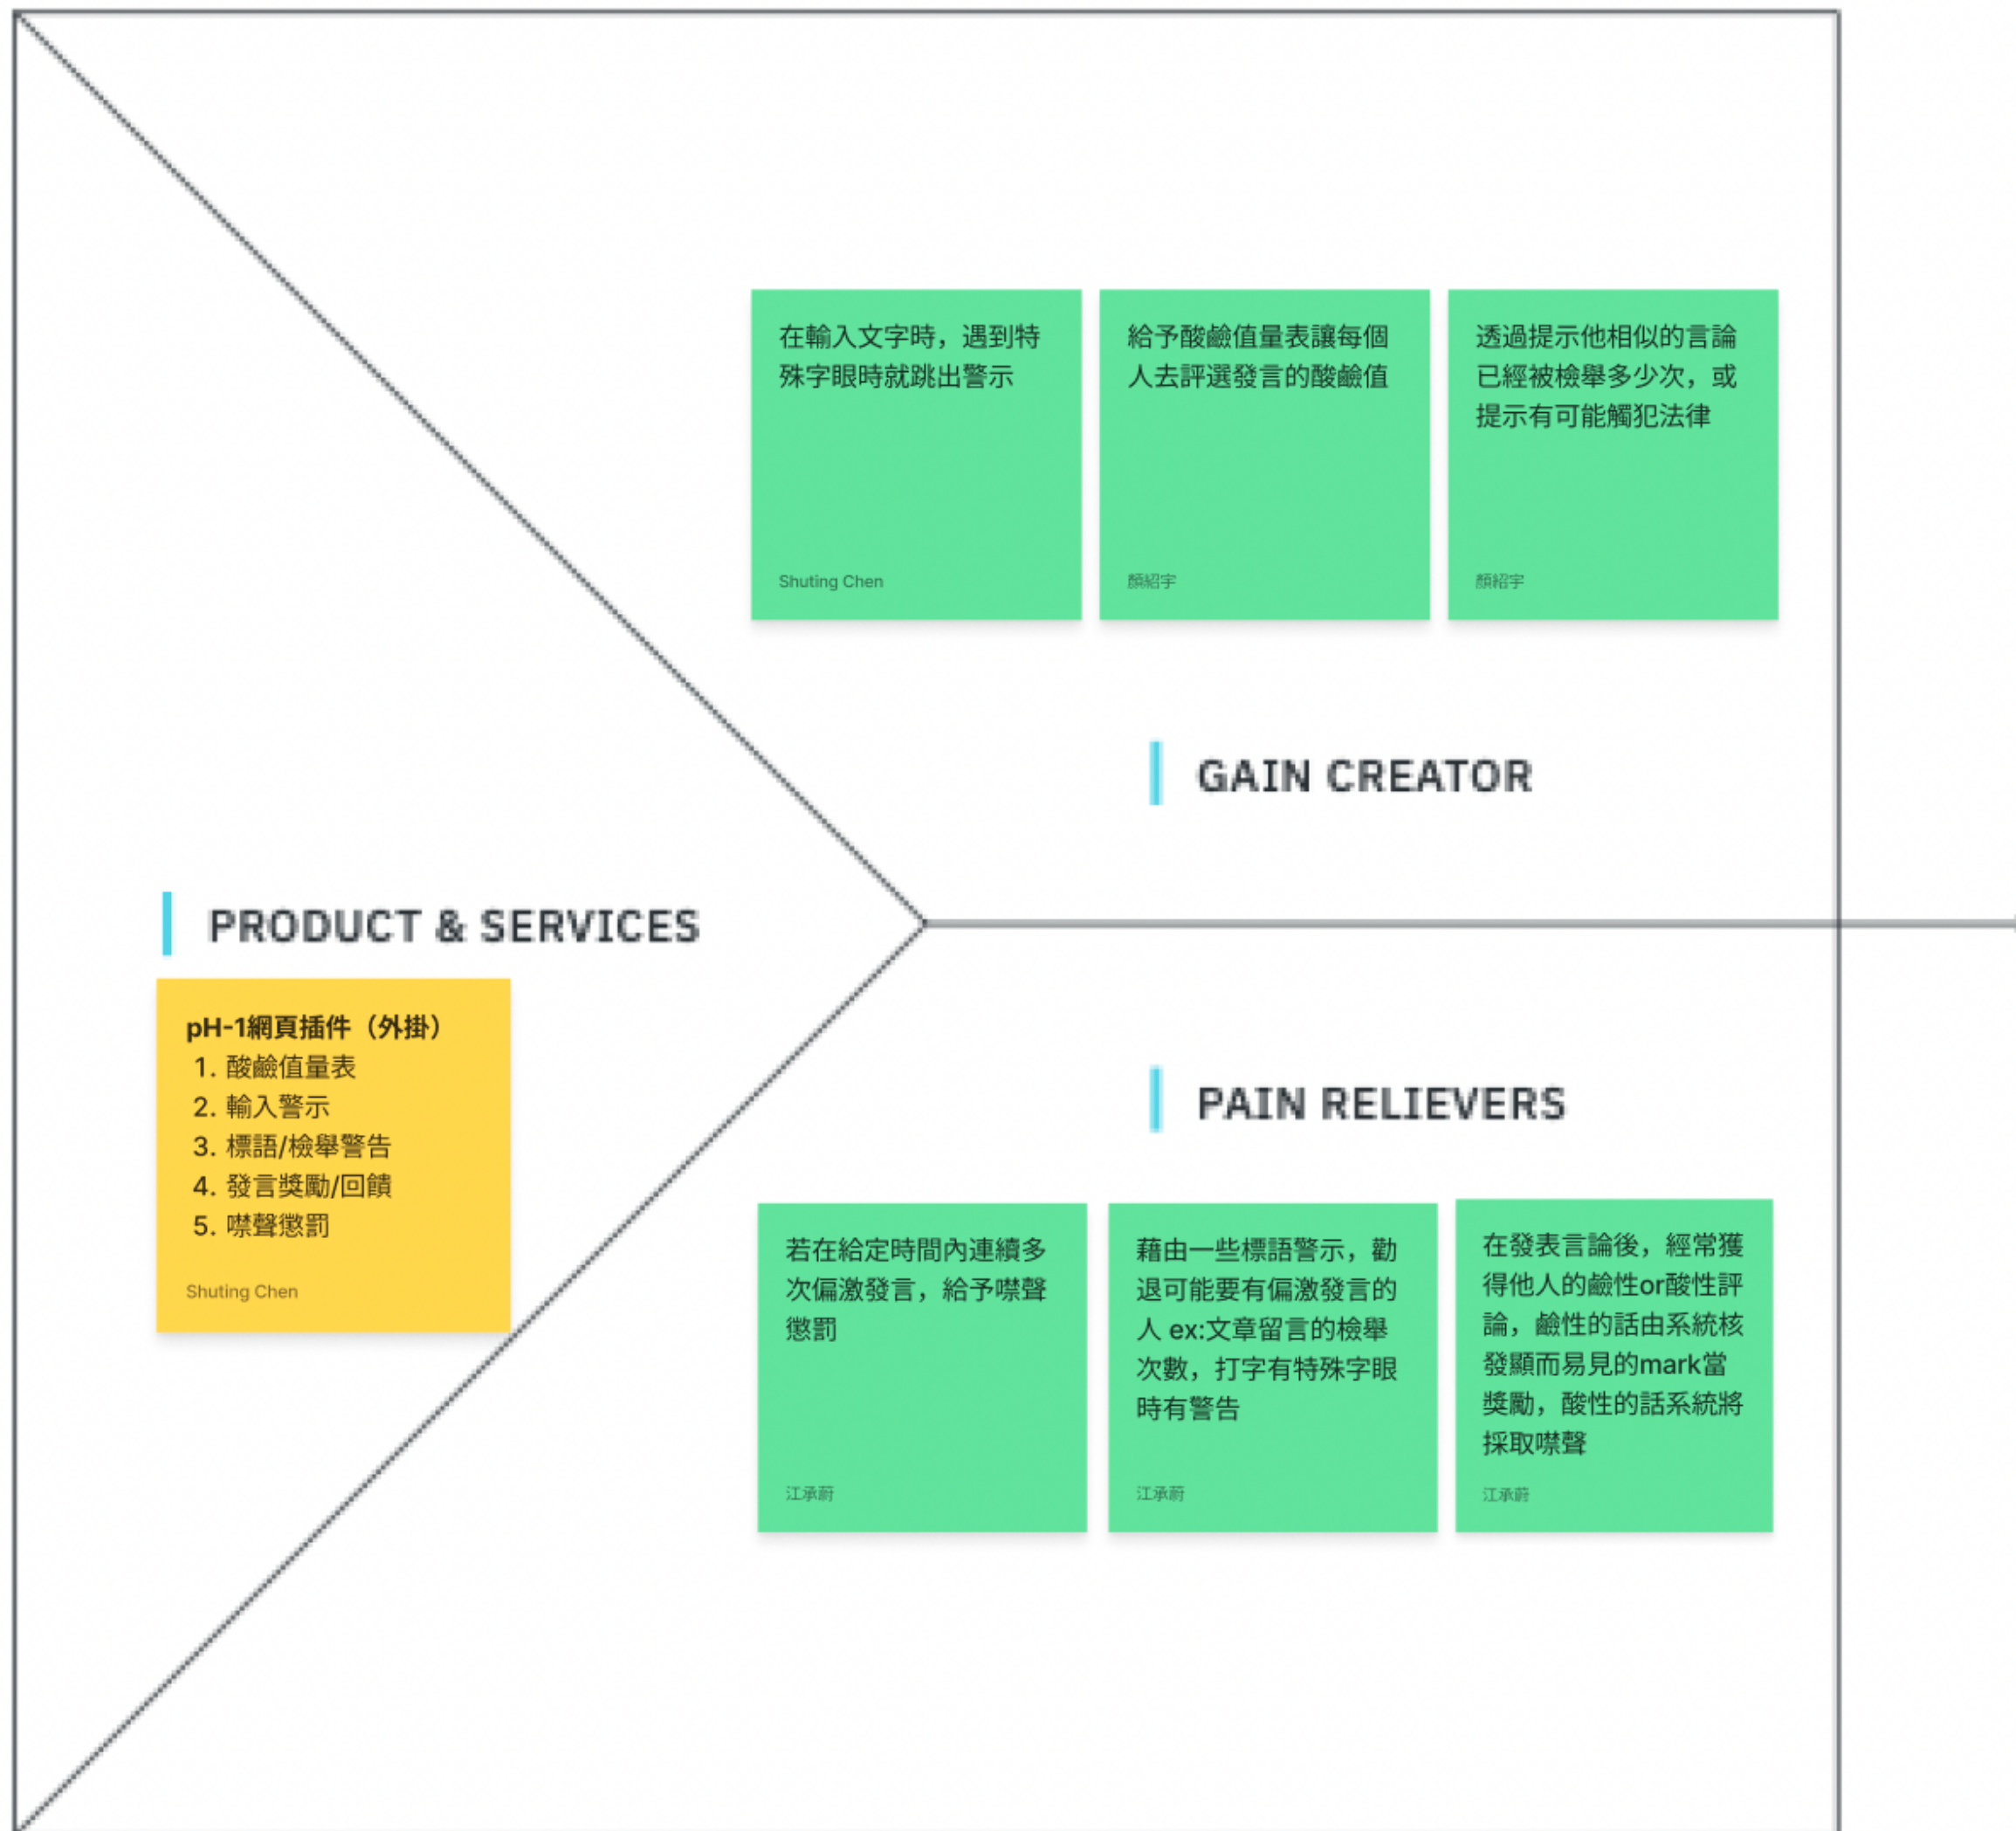 在輸入文字時，遇到特
殊字眼時就跳出警示
Shuting Chen
給予酸鹼值量表讓每個
人去評選發言的酸鹼值
顏紹宇
透過提示他相似的言論
已經被檢舉多少次，或
提示有可能觸犯法律
顏紹宇
GAIN CREATOR
PRODUCT & SERVICES
pH-1網頁插件（外掛）
1. 酸鹼值量表
2. 輸入警示
3. 標語/檢舉警告
4. 發言獎勵/回饋
5. 噤聲懲罰
Shuting Chen
PAIN RELIEVERS
若在給定時間內連續多
次偏激發言，給予噤聲
懲罰
江承蔚
藉由一些標語警示，勸
退可能要有偏激發言的
人 ex:文章留言的檢舉
次數，打字有特殊字眼
時有警告
江承蔚
在發表言論後，經常獲
得他人的鹼性or酸性評
論，鹼性的話由系統核
發顯而易見的mark當
獎勵，酸性的話系統將
採取噤聲
江承蔚